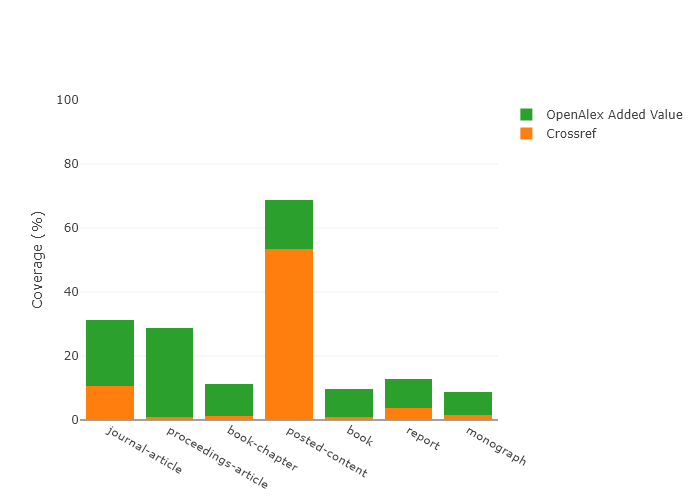 100
80
60
40
20
0
Coverage (%)
journal-article
proceedings-article
book-chapter
posted-content
book
report
monograph
OpenAlex Added Value
Crossref